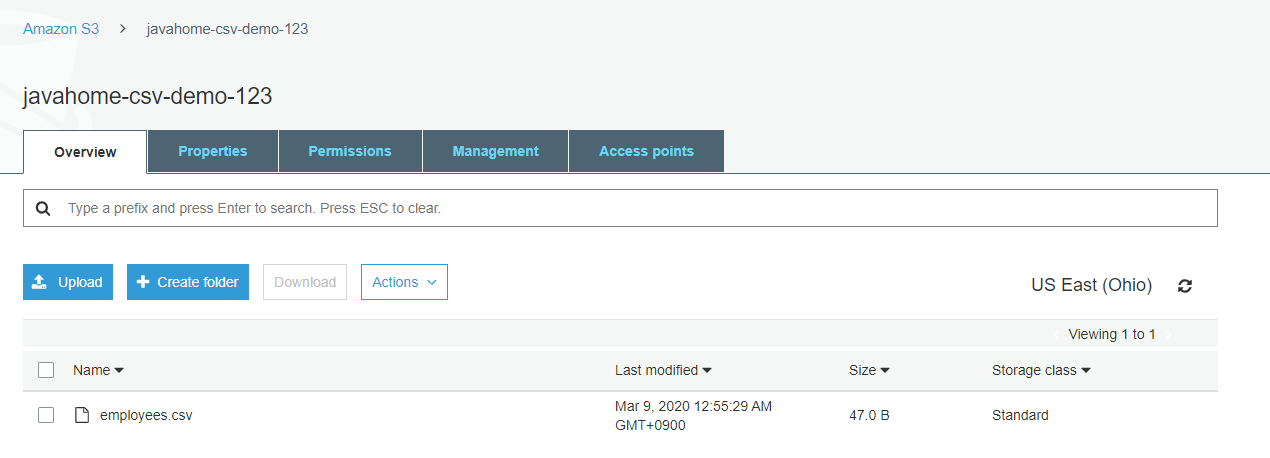 Amazon S3 > javahome-csv-demo-123
javahome-csv-demo-123
Overview Properties Permissions Management Access points
Type a prefix and press Enter to search. Press ESC to clear.
Upload Create folder Download Actions US East (Ohio)
Viewing 1 to 1
Name Last modified Size Storage class
employees.csv Mar 9, 2020 12:55:29 AM 47.0 B Standard
GMT+0900